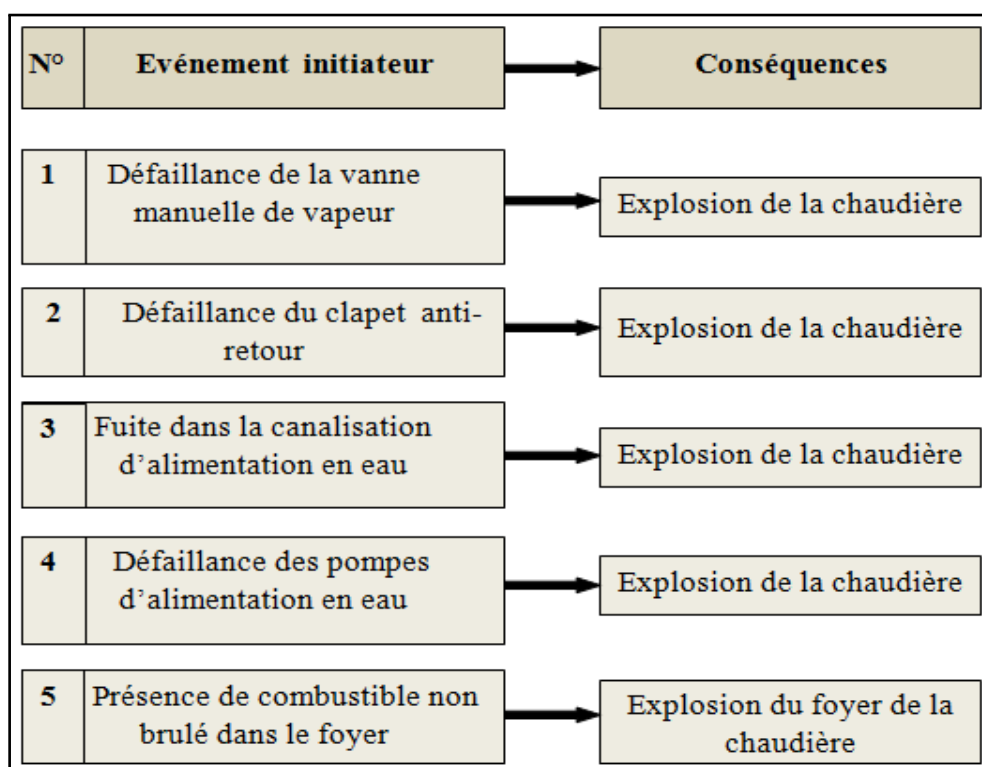 N° Evénement initiateur Conséquences
1 Défaillance de la vanne
manuelle de vapeur
Explosion de la chaudière
2 Défaillance du clapet anti-
retour
Explosion de la chaudière
3 Fuite dans la canalisation
d’alimentation en eau
Explosion de la chaudière
4 Défaillance des pompes
d’alimentation en eau
Explosion de la chaudière
5 Présence de combustible non
brulé dans le foyer
Explosion du foyer de la
chaudière